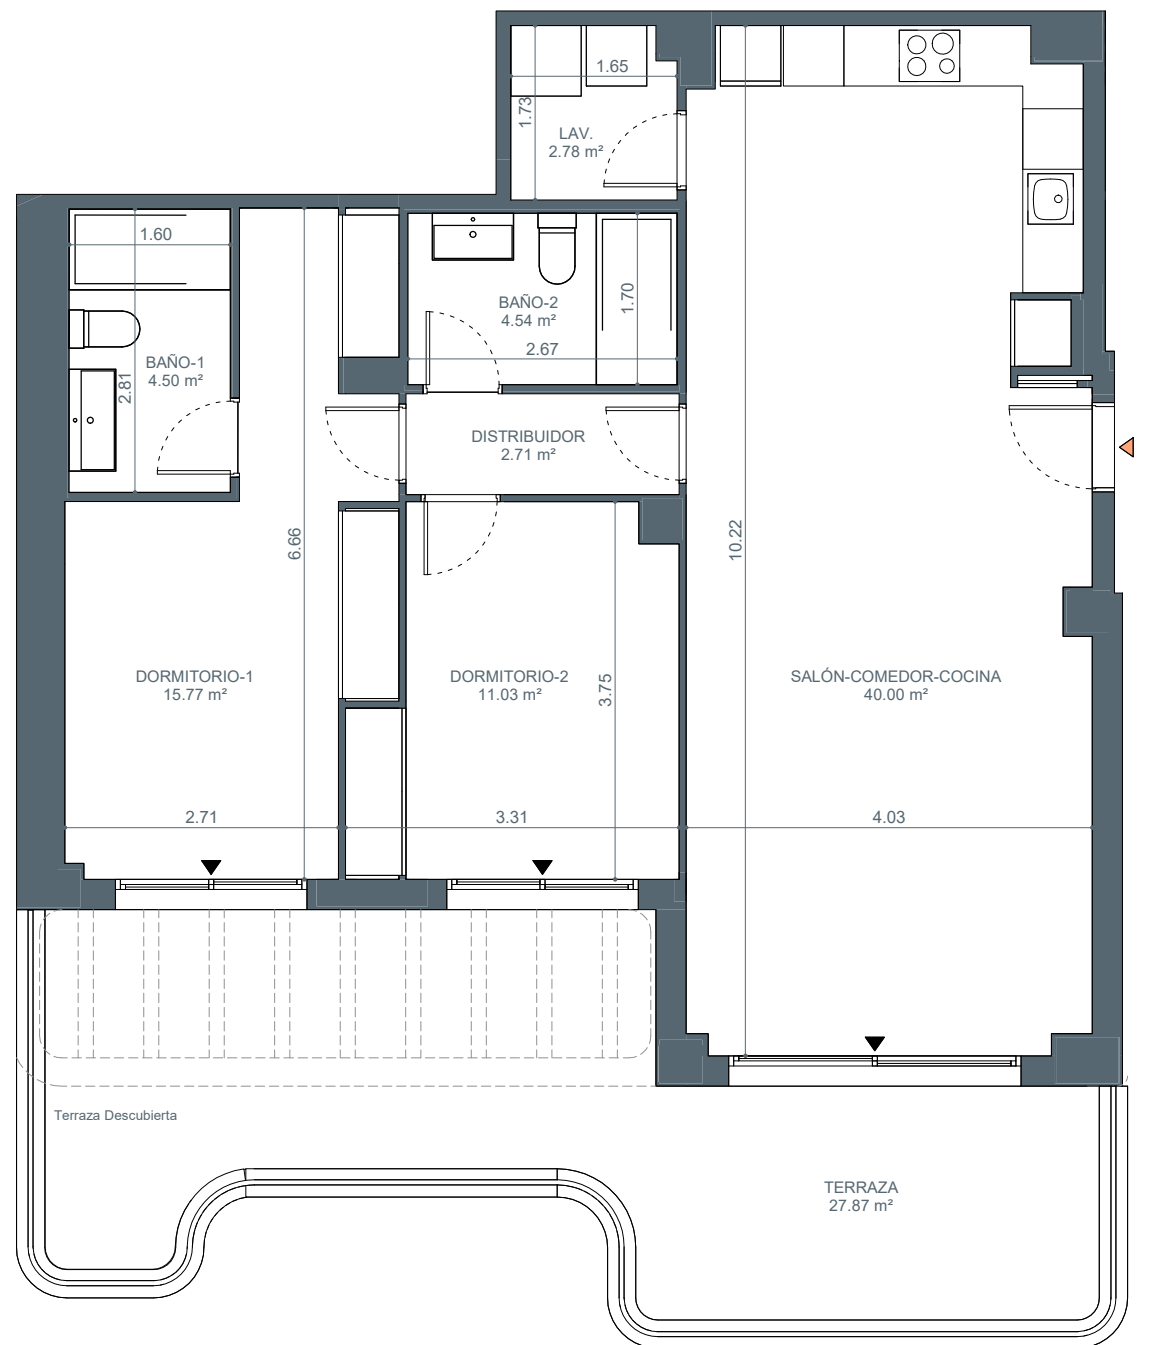 1.65
1.73
LAV.
2.78 m²
1.60
BAÑO-2
4.54 m²
1.70
2.67
BAÑO-1
4.50 m²
2.81
DISTRIBUIDOR
2.71 m²
6.66
10.22
DORMITORIO-1
15.77 m²
DORMITORIO-2
11.03 m²
3.75
SALÓN-COMEDOR-COCINA
40.00 m²
2.71
3.31
4.03
Terraza Descubierta
TERRAZA
27.87 m²